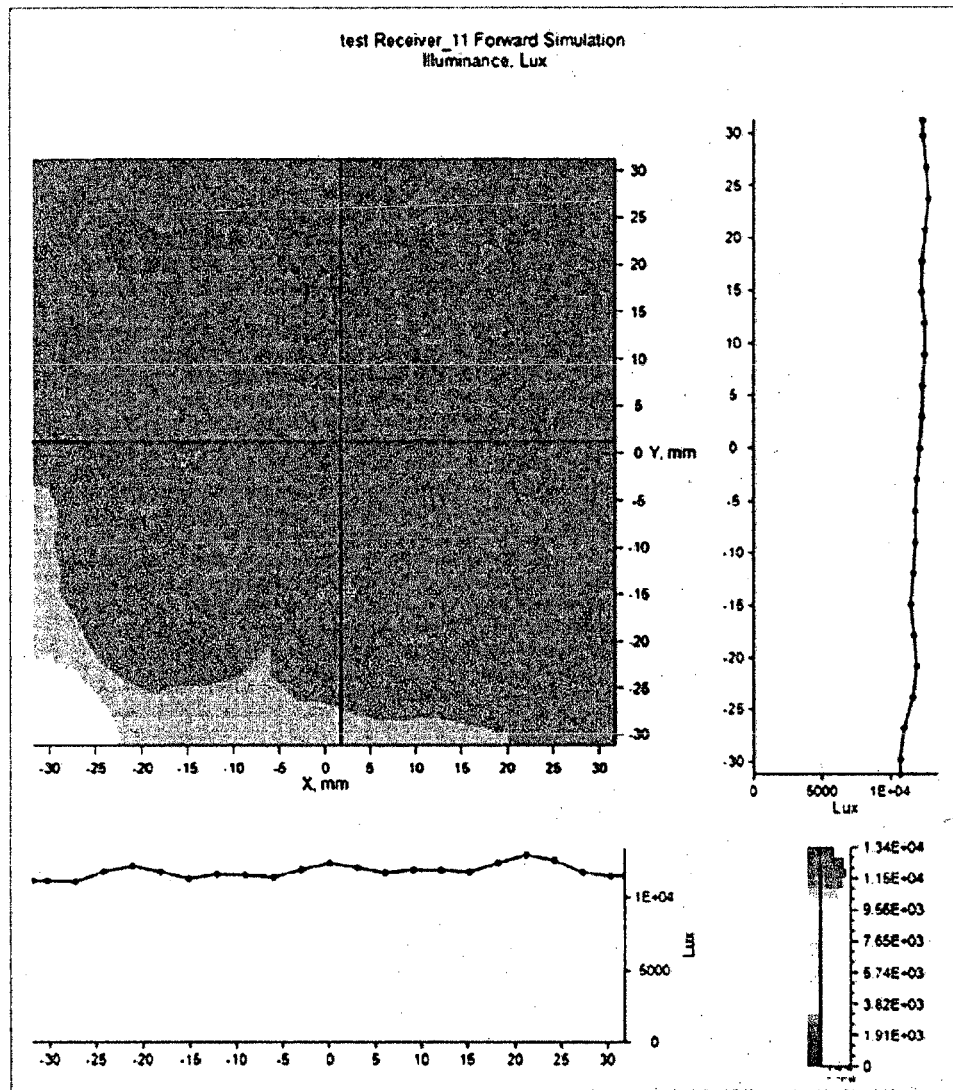 test Receiver_11 Forward Simulation
Illuminance, Lux
30
25
20
15
10
5
0 Y, mm
-5
-10
-15
-20
-25
-30
-30 -25 -20 -15 -10 -5 0 5 10 15 20 25 30
X, mm
30
25
20
15
10
5
0
-5
-10
-15
-20
-25
-30
0 5000 1E+04
Lux
1E+04
5000
0
Lux
-30 -25 -20 -15 -10 -5 0 5 10 15 20 25 30
1.34E+04
1.15E+04
9.56E+03
7.65E+03
5.74E+03
3.82E+03
1.91E+03
0